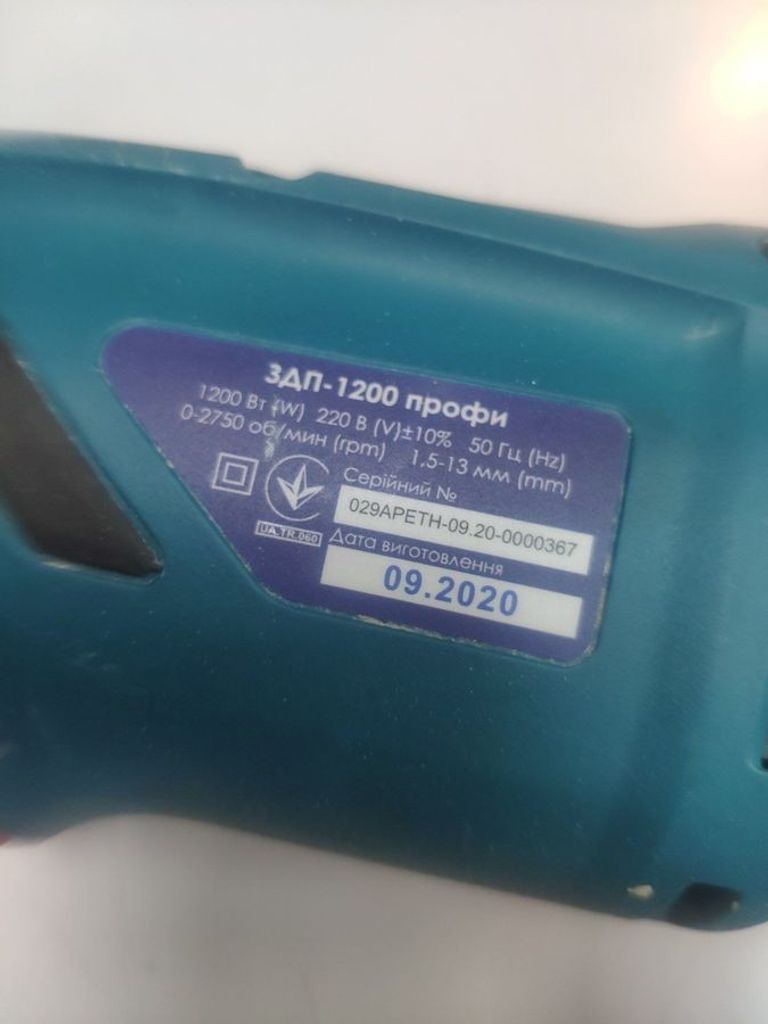 ЗДП-1200 профи
1200 Вт (W) 220 В (V)±10% 50 Гц (Hz)
0-2750 об/мин (rpm) 1.5-13 мм (mm)
Серійний №
029APETH-09.20-0000367
UA.TR.060
Дата виготовлення
09.2020